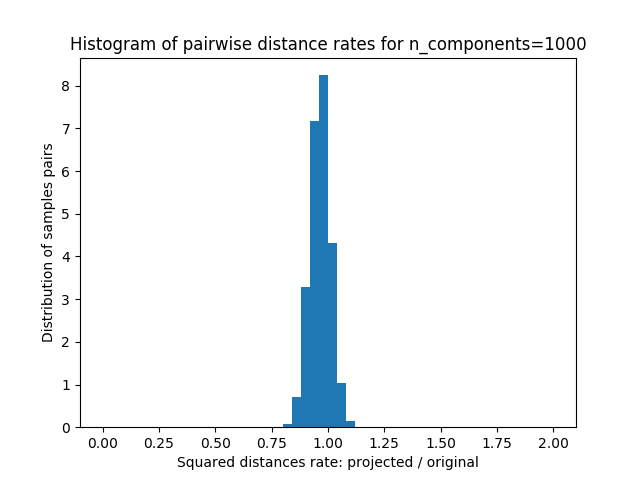 Histogram of pairwise distance rates for n_components=1000
Distribution of samples pairs
8
7
6
5
4
3
2
1
0
0.00 0.25 0.50 0.75 1.00 1.25 1.50 1.75 2.00
Squared distances rate: projected / original